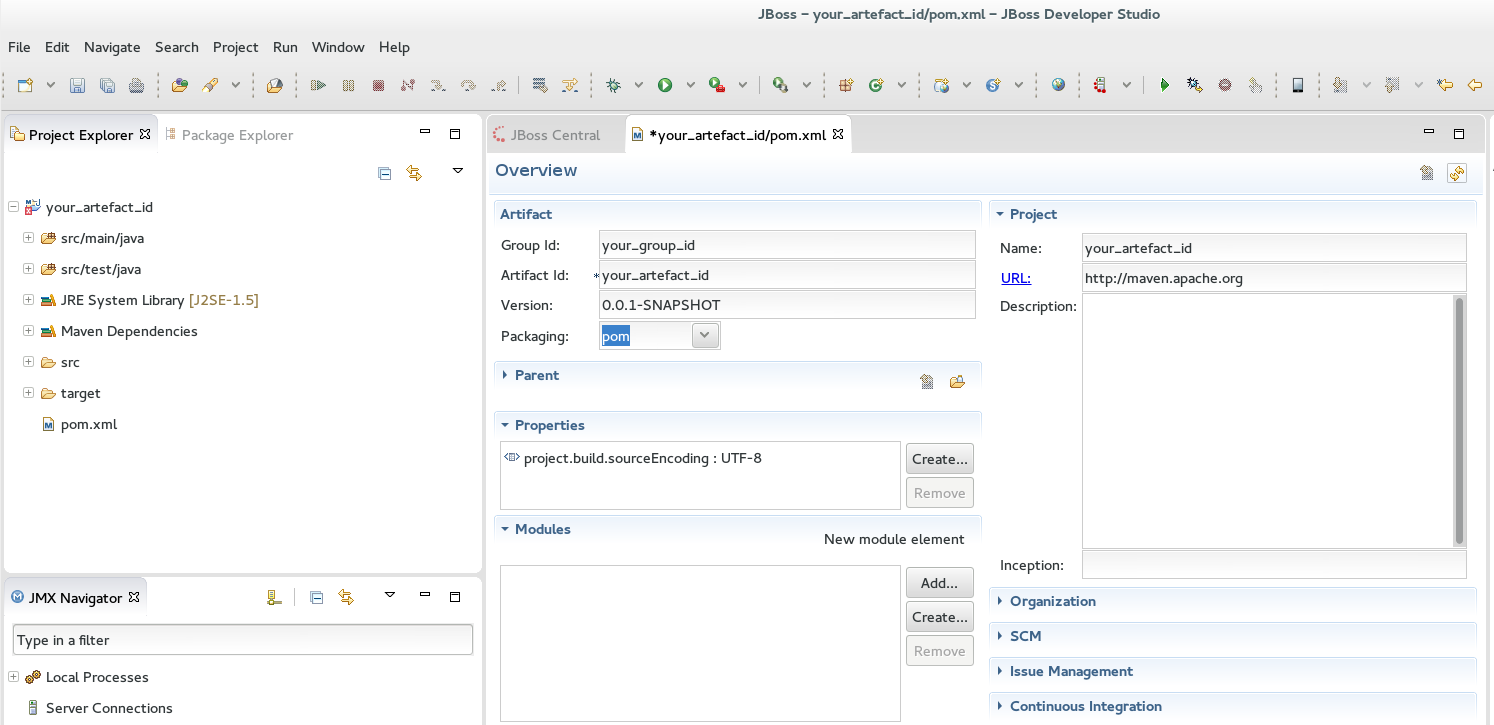 JBoss – your_artefact_id/pom.xml – JBoss Developer Studio
File Edit Navigate Search Project Run Window Help
Project Explorer
Package Explorer
your_artefact_id
src/main/java
src/test/java
JRE System Library [J2SE-1.5]
Maven Dependencies
src
target
pom.xml
JMX Navigator
Type in a filter
Local Processes
Server Connections
JBoss Central
*your_artefact_id/pom.xml
Overview
Artifact
Group Id: your_group_id
Artifact Id: your_artefact_id
Version: 0.0.1-SNAPSHOT
Packaging: pom
Parent
Properties
project.build.sourceEncoding : UTF-8
Create...
Remove
Modules
New module element
Add...
Create...
Remove
Project
Name: your_artefact_id
URL: http://maven.apache.org
Description:
Inception:
Organization
SCM
Issue Management
Continuous Integration